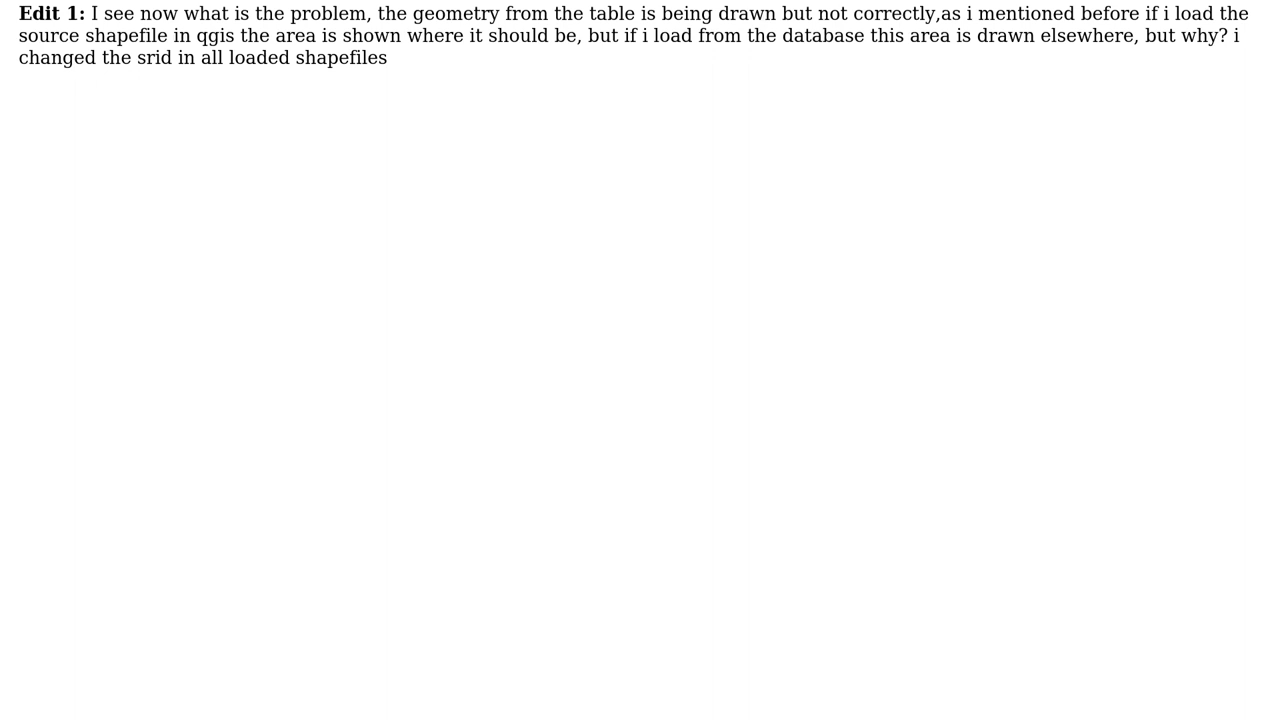 Edit 1: I see now what is the problem, the geometry from the table is being drawn but not correctly,as i mentioned before if i load the
source shapefile in qgis the area is shown where it should be, but if i load from the database this area is drawn elsewhere, but why? i
changed the srid in all loaded shapefiles